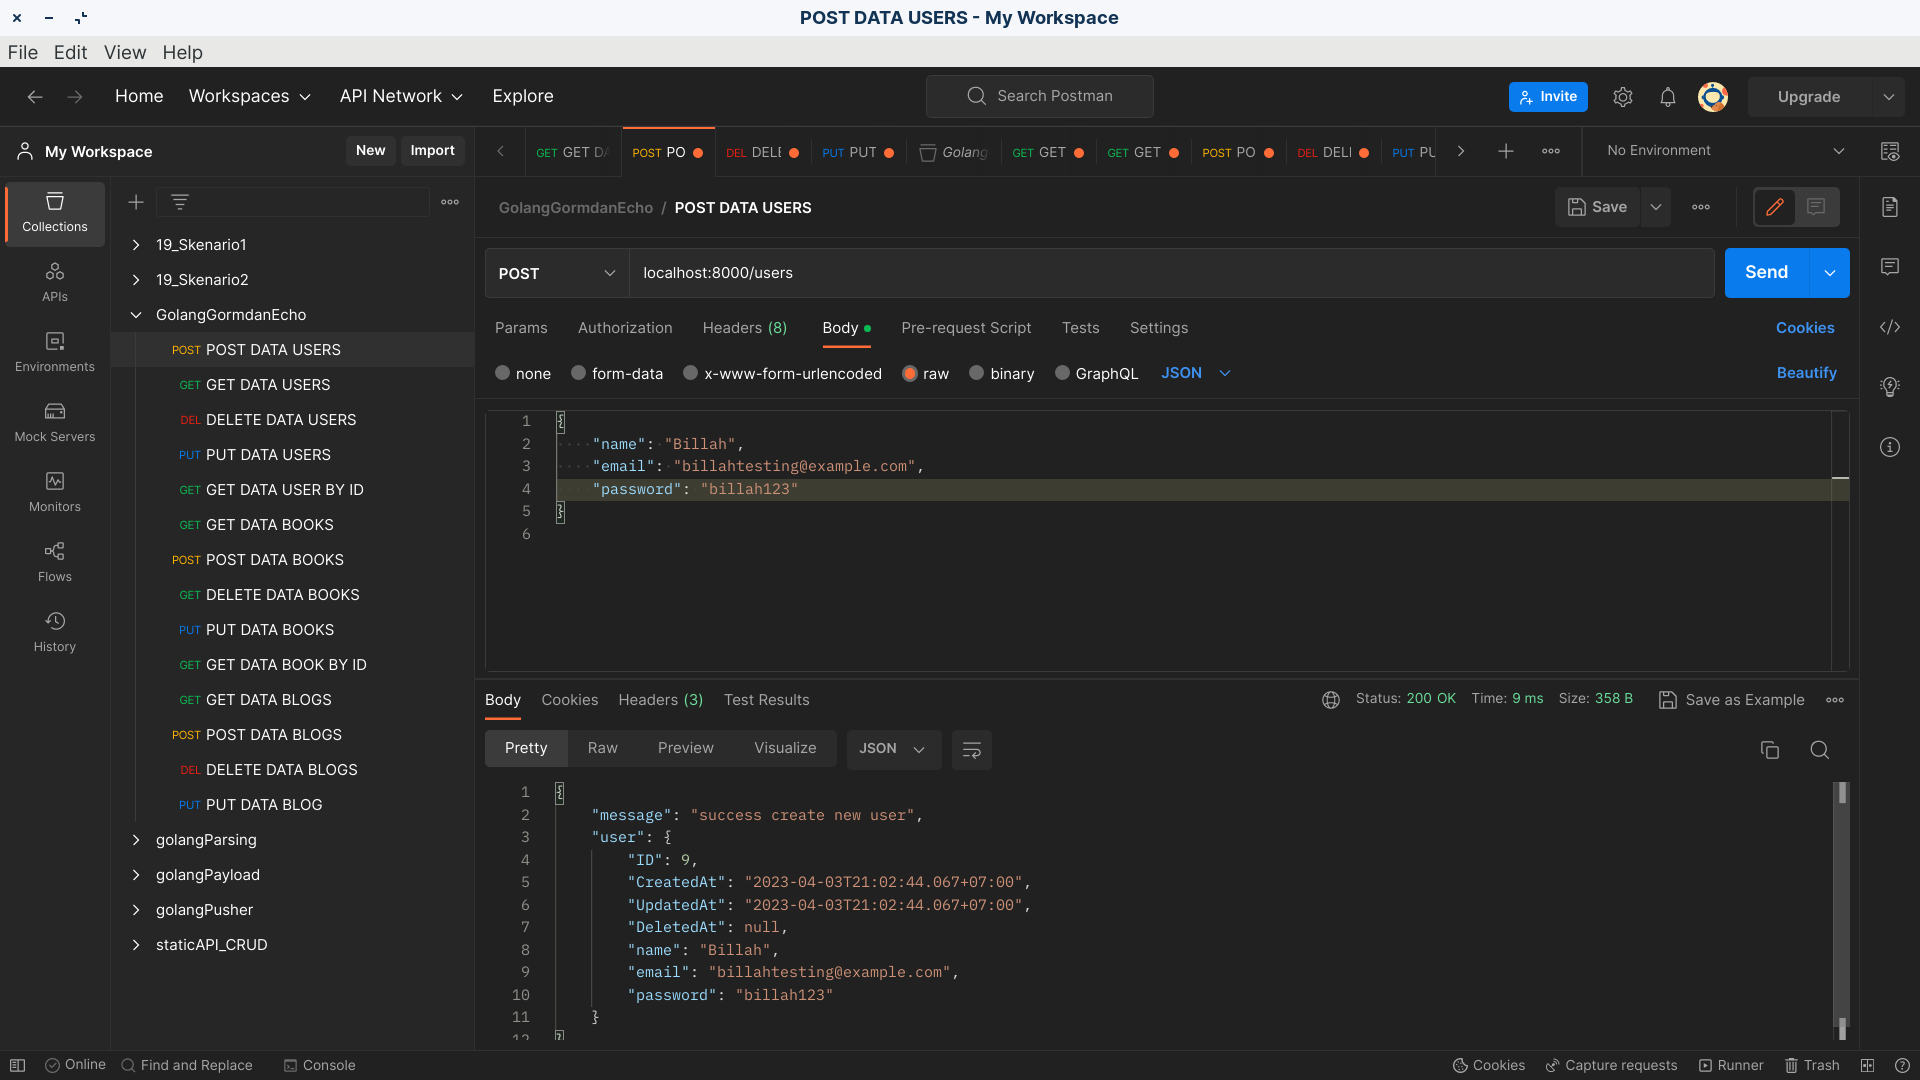 POST DATA USERS - My Workspace
File Edit View Help
Home Workspaces API Network Explore
Search Postman
Invite
Upgrade
My Workspace
New Import
GET GET DA
POST PO
DEL DELE
PUT PUT
Golang
GET GET
GET GET
POST PO
DEL DELI
PUT PU
No Environment
Collections
APIs
Environments
Mock Servers
Monitors
Flows
History
19_Skenario1
19_Skenario2
GolangGormdanEcho
POST POST DATA USERS
GET GET DATA USERS
DEL DELETE DATA USERS
PUT PUT DATA USERS
GET GET DATA USER BY ID
GET GET DATA BOOKS
POST POST DATA BOOKS
GET DELETE DATA BOOKS
PUT PUT DATA BOOKS
GET GET DATA BOOK BY ID
GET GET DATA BLOGS
POST POST DATA BLOGS
DEL DELETE DATA BLOGS
PUT PUT DATA BLOG
golangParsing
golangPayload
golangPusher
staticAPI_CRUD
GolangGormdanEcho / POST DATA USERS
Save
POST localhost:8000/users
Send
Params Authorization Headers (8) Body Pre-request Script Tests Settings
Cookies
none form-data x-www-form-urlencoded raw binary GraphQL JSON
Beautify
1 {
2 "name": "Billah",
3 "email": "billahtesting@example.com",
4 "password": "billah123"
5 }
6
Body Cookies Headers (3) Test Results
Status: 200 OK Time: 9 ms Size: 358 B Save as Example
Pretty Raw Preview Visualize JSON
1 {
2 "message": "success create new user",
3 "user": {
4 "ID": 9,
5 "CreatedAt": "2023-04-03T21:02:44.067+07:00",
6 "UpdatedAt": "2023-04-03T21:02:44.067+07:00",
7 "DeletedAt": null,
8 "name": "Billah",
9 "email": "billahtesting@example.com",
10 "password": "billah123"
11 }
12 }
Online Find and Replace Console
Cookies Capture requests Runner Trash